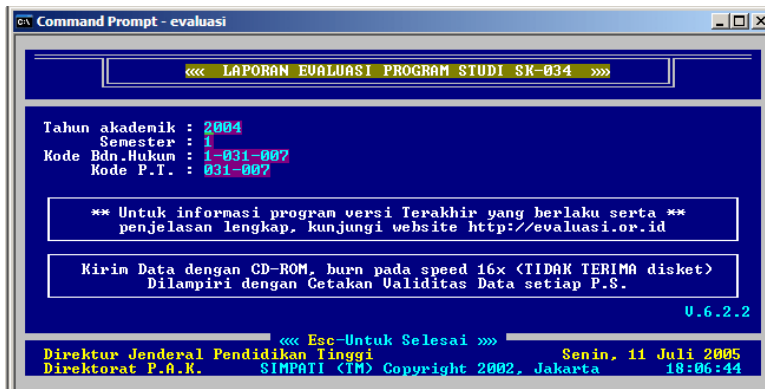 Command Prompt - evaluasi
««« LAPORAN EVALUASI PROGRAM STUDI SK-034 »»»
Tahun akademik : 2004
Semester : 1
Kode Bdn.Hukum : 1-031-007
Kode P.T. : 031-007
** Untuk informasi program versi Terakhir yang berlaku serta **
penjelasan lengkap, kunjungi website http://evaluasi.or.id
Kirim Data dengan CD-ROM, burn pada speed 16x (TIDAK TERIMA disket)
Dilampiri dengan Cetakan Validitas Data setiap P.S.
V.6.2.2
««« Esc-Untuk Selesai »»»
Direktur Jenderal Pendidikan Tinggi Senin, 11 Juli 2005
Direktorat P.A.K. SIMPATI (TM) Copyright 2002, Jakarta 18:06:44